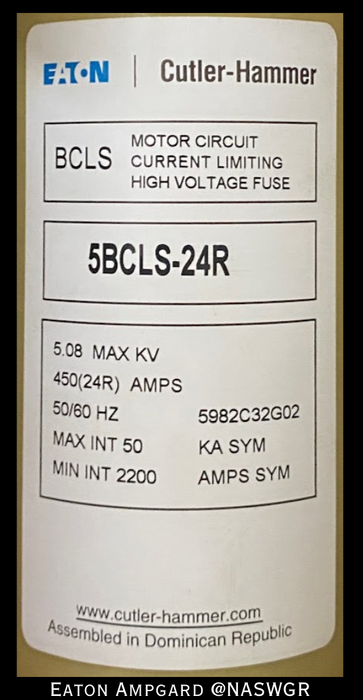 EATON | Cutler-Hammer
BCLS
MOTOR CIRCUIT
CURRENT LIMITING
HIGH VOLTAGE FUSE
5BCLS-24R
5.08 MAX KV
450(24R) AMPS
50/60 HZ 5982C32G02
MAX INT 50 KA SYM
MIN INT 2200 AMPS SYM
www.cutler-hammer.com
Assembled in Dominican Republic
EATON AMPGARD @NASWGR